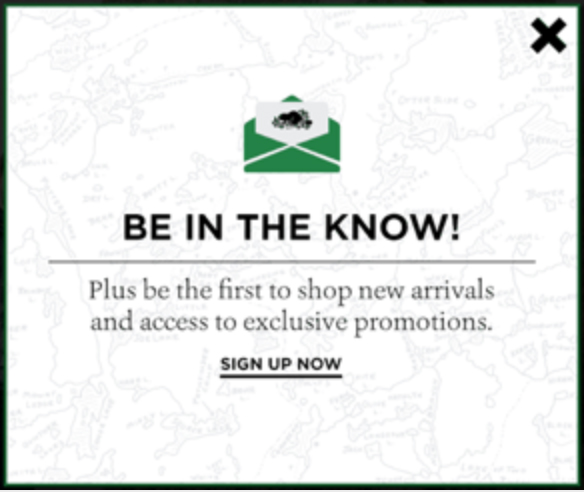 BE IN THE KNOW!
Plus be the first to shop new arrivals
and access to exclusive promotions.
SIGN UP NOW